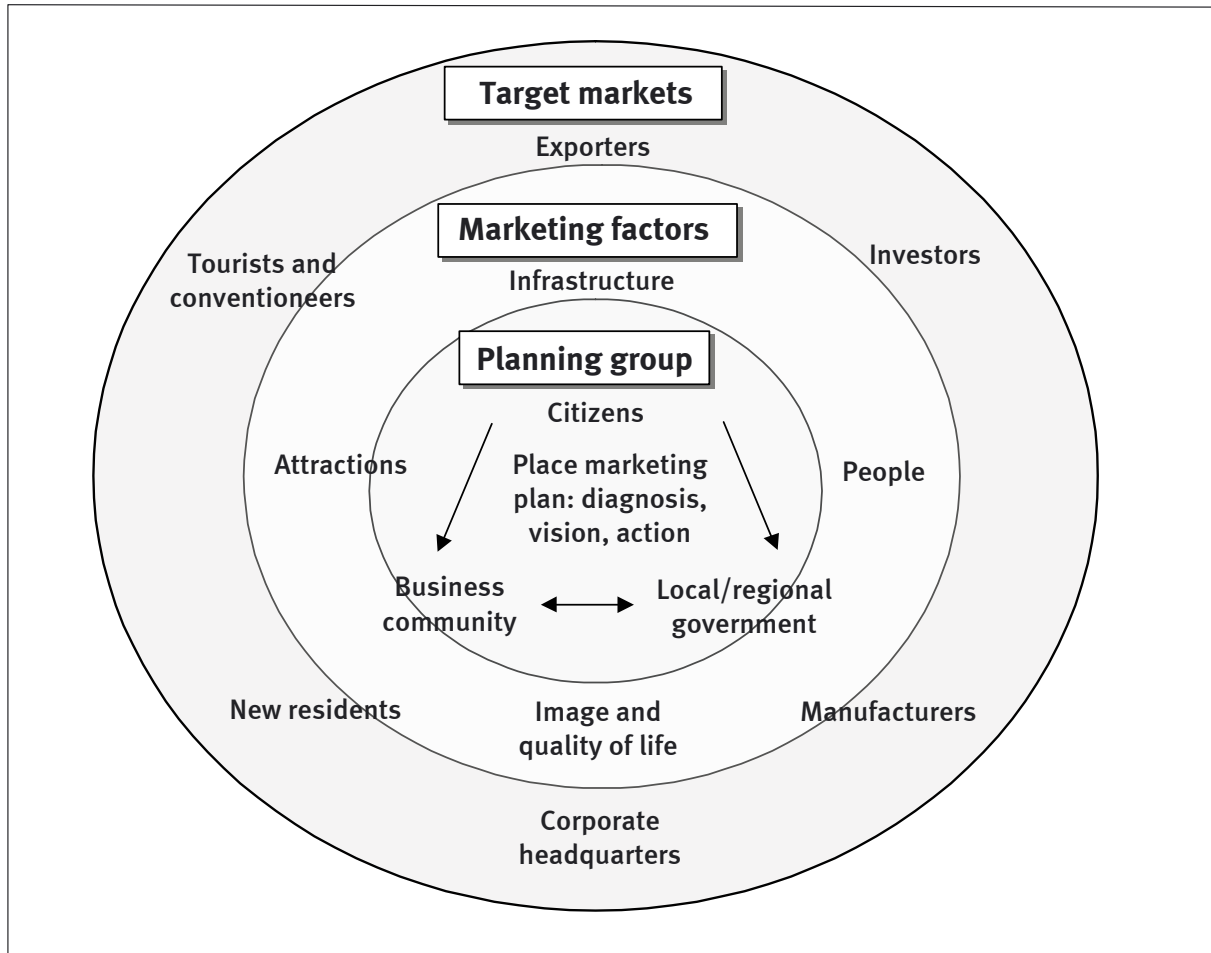 Target markets
Exporters
Marketing factors
Investors
Tourists and
conventioneers
Infrastructure
Planning group
Citizens
Attractions
Place marketing
plan: diagnosis,
vision, action
People
Business
community
Local/regional
government
New residents
Image and
quality of life
Manufacturers
Corporate
headquarters